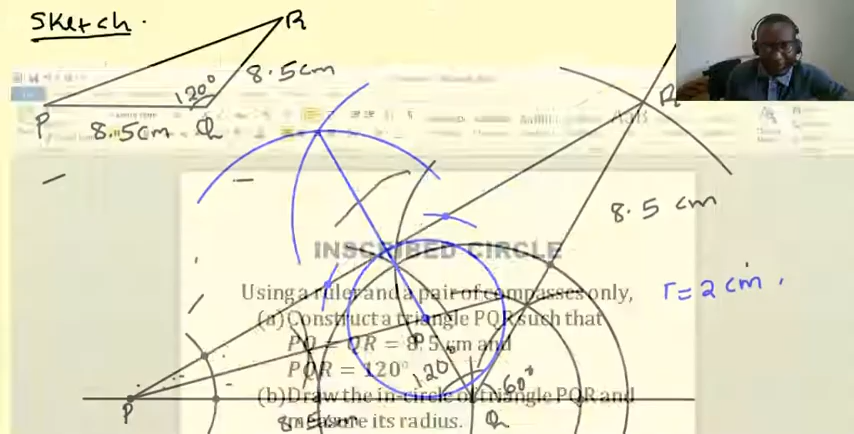 Sketch.
R
120°
8.5cm
P
8.5cm
Q
R
8.5 cm
INSCRIBED CIRCLE
r = 2 cm.
Using a ruler and a pair of compasses only,
(a) Construct a triangle PQR such that
PQ = QR = 8.5 cm and
PQR = 120°
120°
60°
(b) Draw the in-circle of triangle PQR and
measure its radius.
P
8.5cm
Q